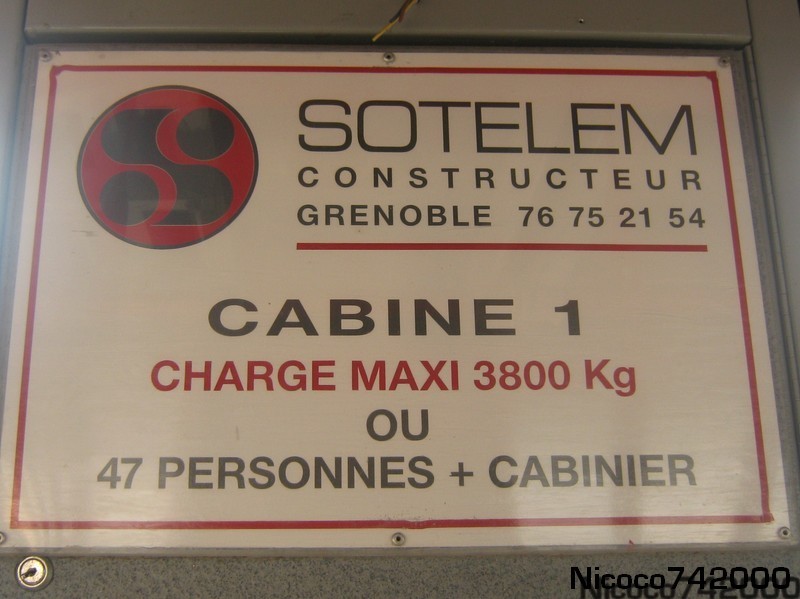 SOTELEM
CONSTRUCTEUR
GRENOBLE 76 75 21 54
CABINE 1
CHARGE MAXI 3800 Kg
OU
47 PERSONNES + CABINIER
Nicoco742000